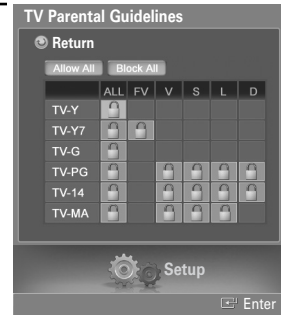 TV Parental Guidelines
Return
Allow All Block All
ALL FV V S L D
TV-Y
TV-Y7
TV-G
TV-PG
TV-14
TV-MA
Setup
Enter